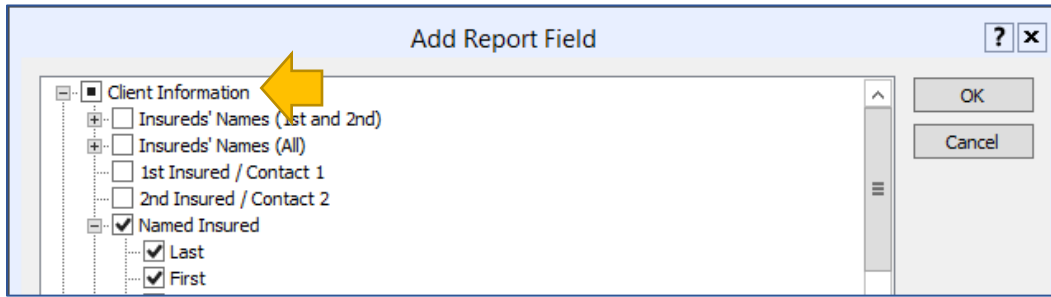 Add Report Field
? x
Client Information
OK
Insureds' Names (1st and 2nd)
Insureds' Names (All)
Cancel
1st Insured / Contact 1
2nd Insured / Contact 2
Named Insured
Last
First